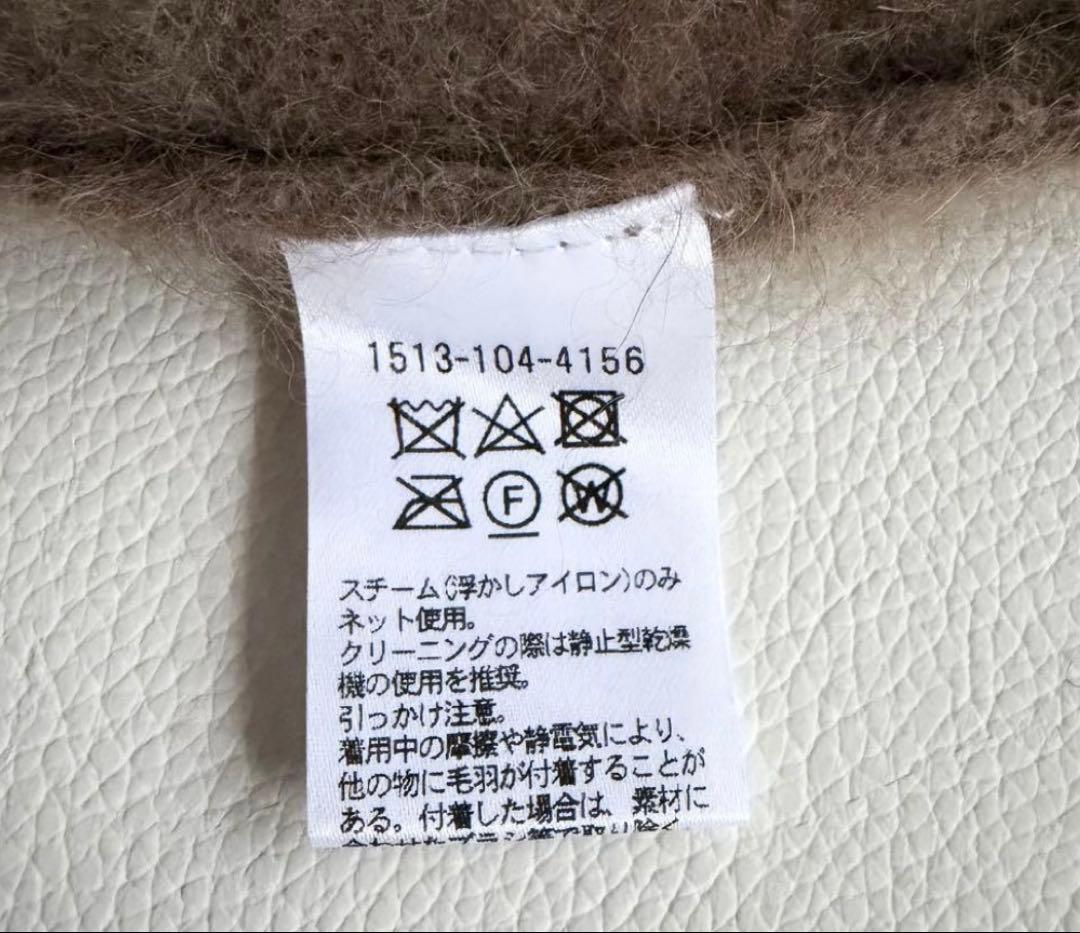 1513-104-4156
F W
スチーム(浮かしアイロン)のみ
ネット使用。
クリーニングの際は静止型乾燥
機の使用を推奨。
引っかけ注意。
着用中の摩擦や静電気により、
他の物に毛羽が付着することが
ある。付着した場合は、素材に